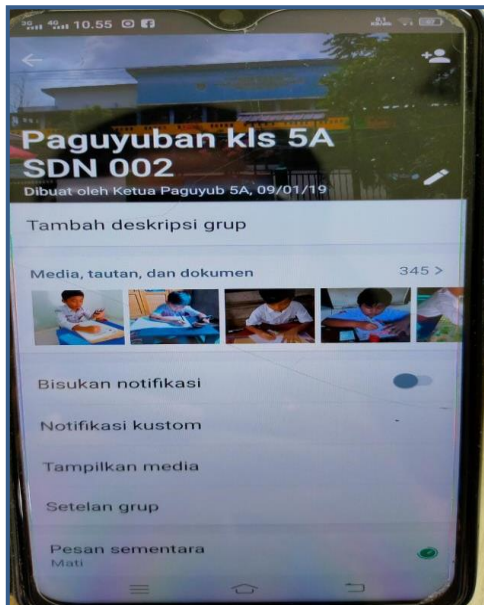 10.55
Paguyuban kls 5A
SDN 002
Dibuat oleh Ketua Paguyub 5A, 09/01/19
Tambah deskripsi grup
Media, tautan, dan dokumen 345 >
Bisukan notifikasi
Notifikasi kustom
Tampilkan media
Setelan grup
Pesan sementara
Mati